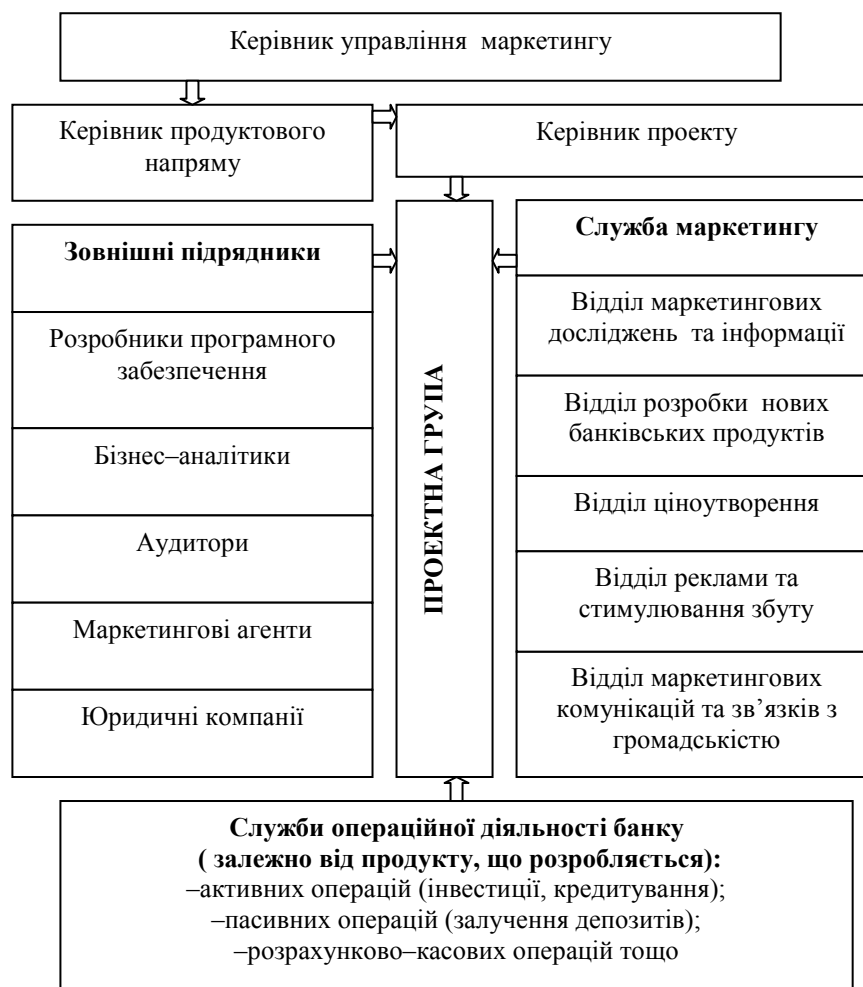 Керівник управління маркетингу
Керівник продуктового
напряму
Керівник проекту
Зовнішні підрядники
Розробники програмного
забезпечення
Бізнес–аналітики
Аудитори
Маркетингові агенти
Юридичні компанії
ПРОЕКТНА ГРУПА
Служба маркетингу
Відділ маркетингових
досліджень та інформації
Відділ розробки нових
банківських продуктів
Відділ ціноутворення
Відділ реклами та
стимулювання збуту
Відділ маркетингових
комунікацій та зв’язків з
громадськістю
Служби операційної діяльності банку
( залежно від продукту, що розробляється):
–активних операцій (інвестиції, кредитування);
–пасивних операцій (залучення депозитів);
–розрахунково–касових операцій тощо